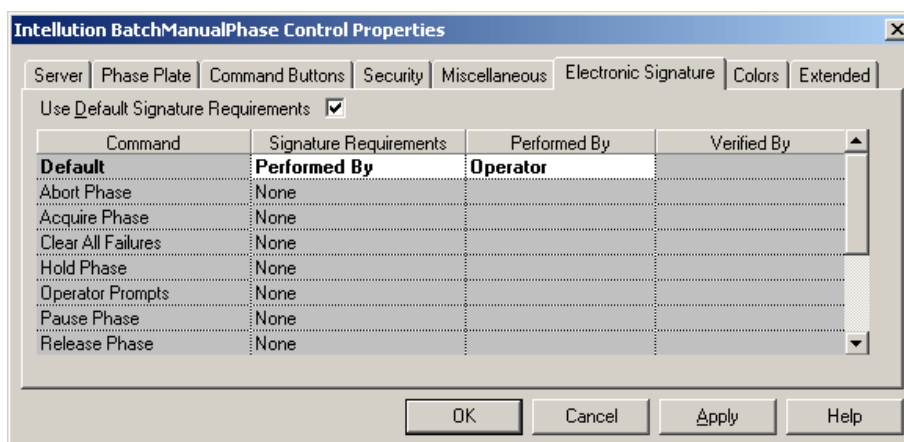 Intellution BatchManualPhase Control Properties
Server Phase Plate Command Buttons Security Miscellaneous Electronic Signature Colors Extended
Use Default Signature Requirements
Command Signature Requirements Performed By Verified By
Default Performed By Operator
Abort Phase None
Acquire Phase None
Clear All Failures None
Hold Phase None
Operator Prompts None
Pause Phase None
Release Phase None
OK Cancel Apply Help